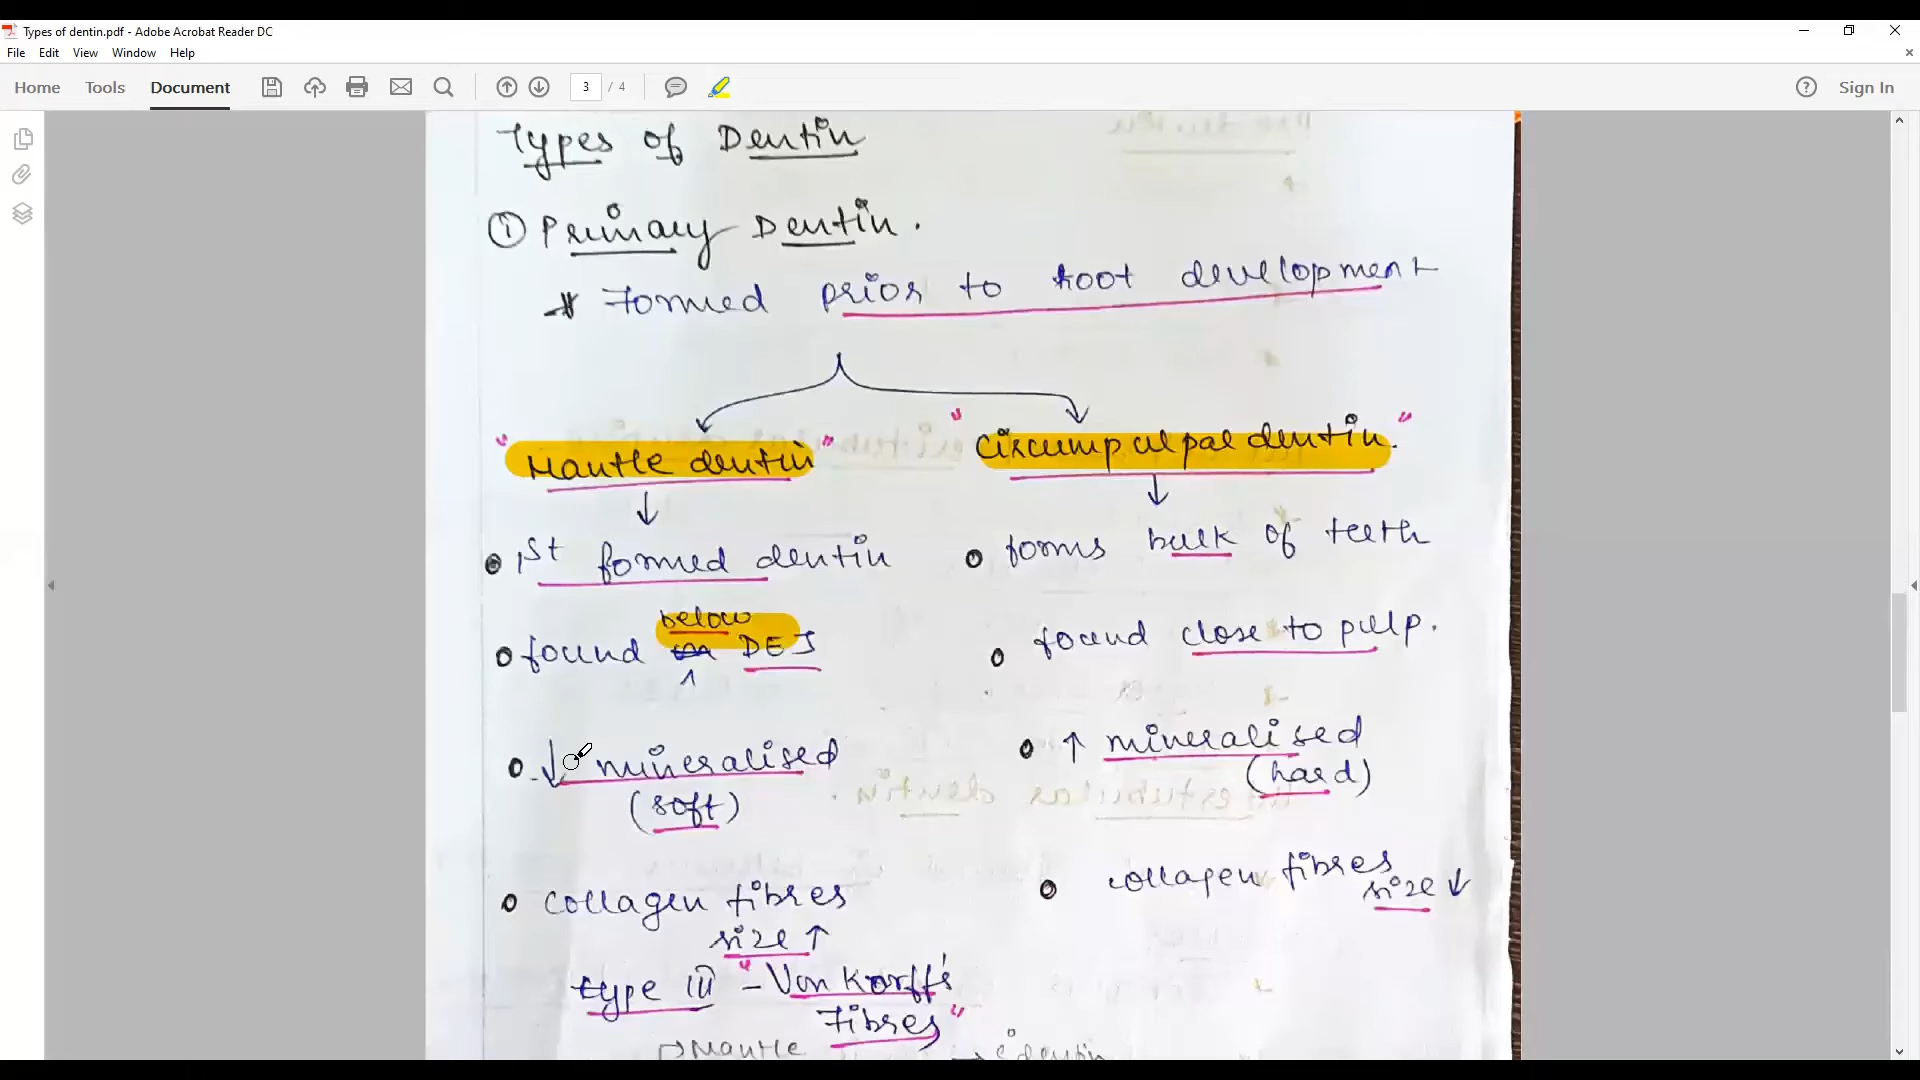 Types of dentin.pdf - Adobe Acrobat Reader DC
File Edit View Window Help
Home Tools Document 3 / 4 Sign In
Types of Dentin
① Primary Dentin.
* Formed prior to root development
"Mantle dentin" "Circumpulpal dentin."
• 1st formed dentin • forms bulk of teeth
• found below DEJ • found close to pulp.
• ↓ mineralised • ↑ mineralised
(soft) (hard)
• collagen fibres • collagen fibres
size ↑ size ↓
type III - "Von Korff's
Fibres"
→ Mantle